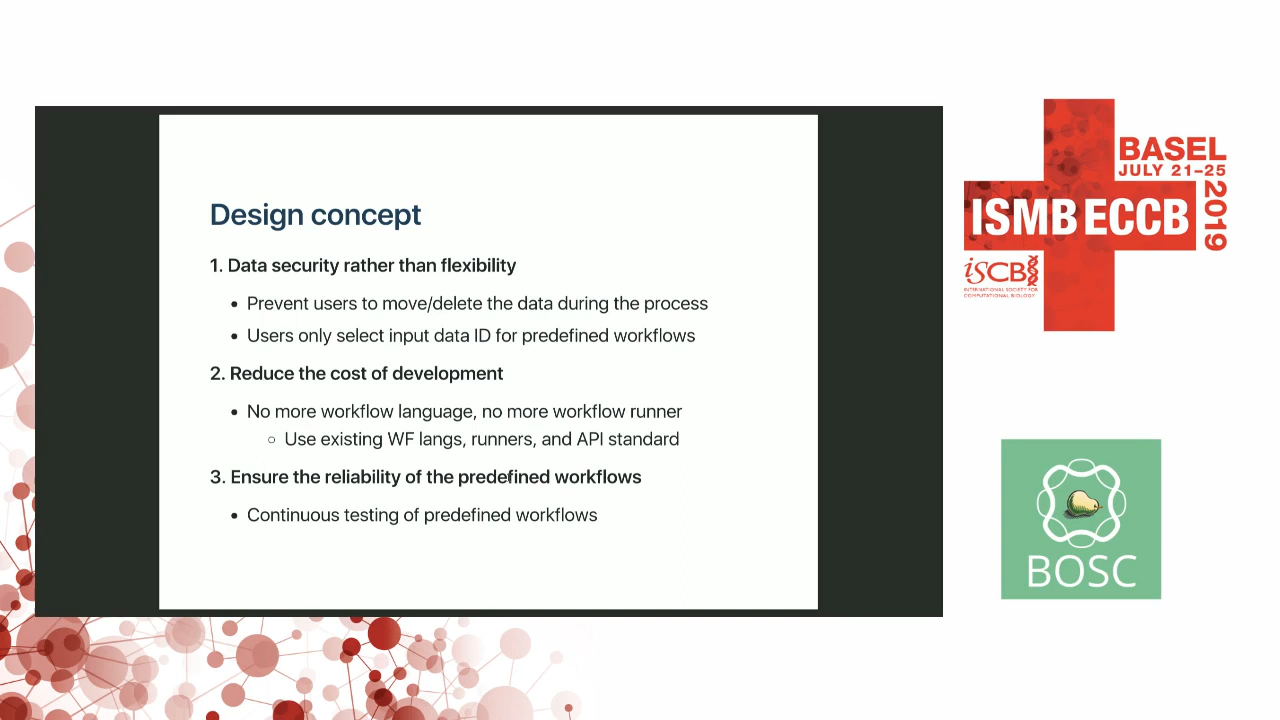 Design concept
1. Data security rather than flexibility
• Prevent users to move/delete the data during the process
• Users only select input data ID for predefined workflows
2. Reduce the cost of development
• No more workflow language, no more workflow runner
○ Use existing WF langs, runners, and API standard
3. Ensure the reliability of the predefined workflows
• Continuous testing of predefined workflows
BASEL
JULY 21–25
2019
ISMB ECCB
iSCB
INTERNATIONAL SOCIETY FOR
COMPUTATIONAL BIOLOGY
BOSC